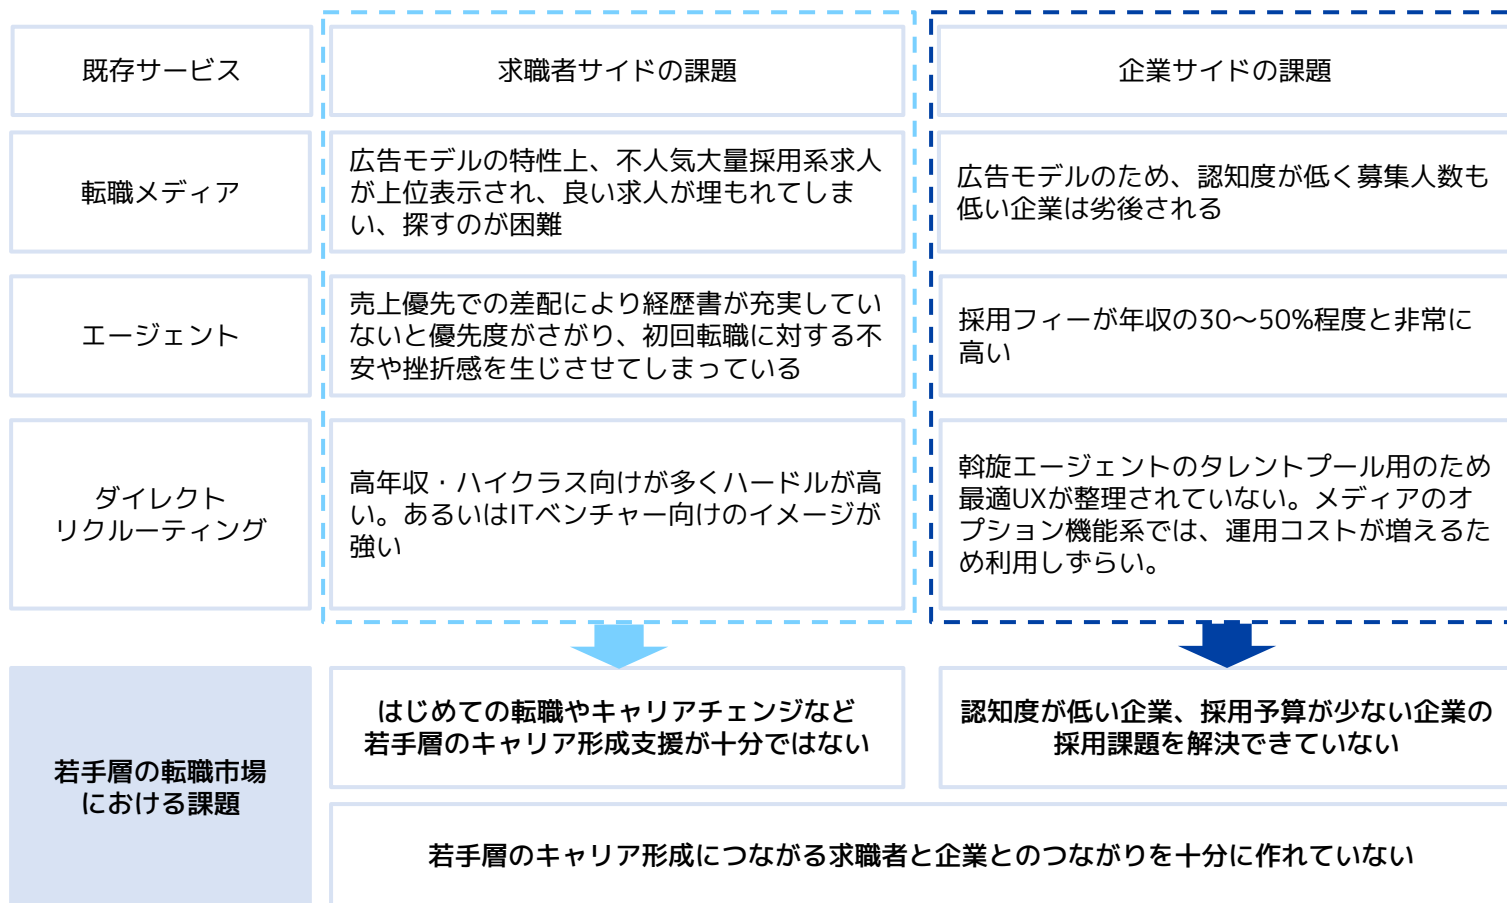 既存サービス
求職者サイドの課題
企業サイドの課題
転職メディア
広告モデルの特性上、不人気大量採用系求人
が上位表示され、良い求人が埋もれてしま
い、探すのが困難
広告モデルのため、認知度が低く募集人数も
低い企業は劣後される
エージェント
売上優先での差配により経歴書が充実してい
ないと優先度がさがり、初回転職に対する不
安や挫折感を生じさせてしまっている
採用フィーが年収の30〜50%程度と非常に
高い
ダイレクト
リクルーティング
高年収・ハイクラス向けが多くハードルが高
い。あるいはITベンチャー向けのイメージが
強い
斡旋エージェントのタレントプール用のため
最適UXが整理されていない。メディアのオ
プション機能系では、運用コストが増えるた
め利用しずらい。
若手層の転職市場
における課題
はじめての転職やキャリアチェンジなど
若手層のキャリア形成支援が十分ではない
認知度が低い企業、採用予算が少ない企業の
採用課題を解決できていない
若手層のキャリア形成につながる求職者と企業とのつながりを十分に作れていない